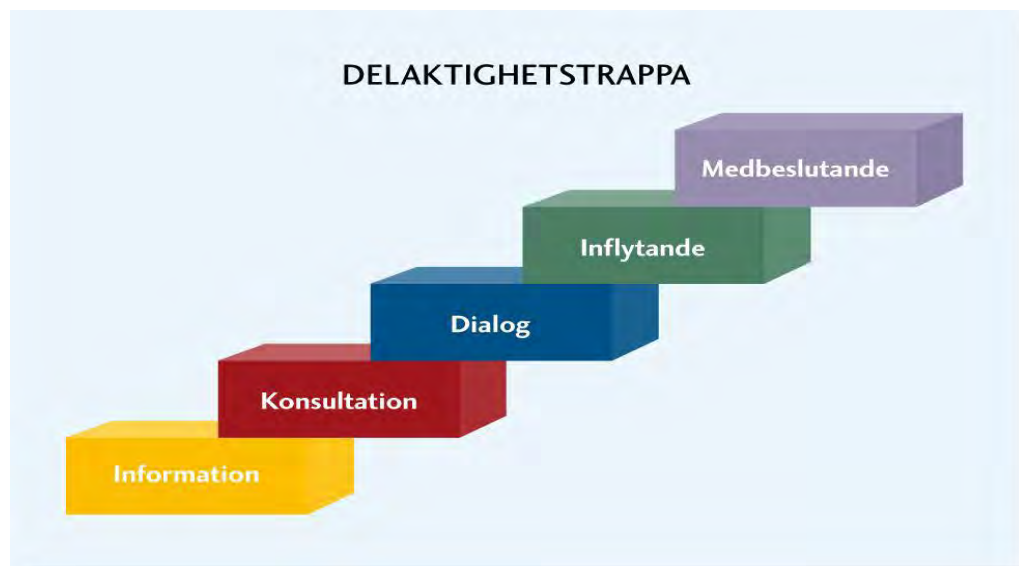 DELAKTIGHETSTRAPPA
Medbeslutande
Inflytande
Dialog
Konsultation
Information